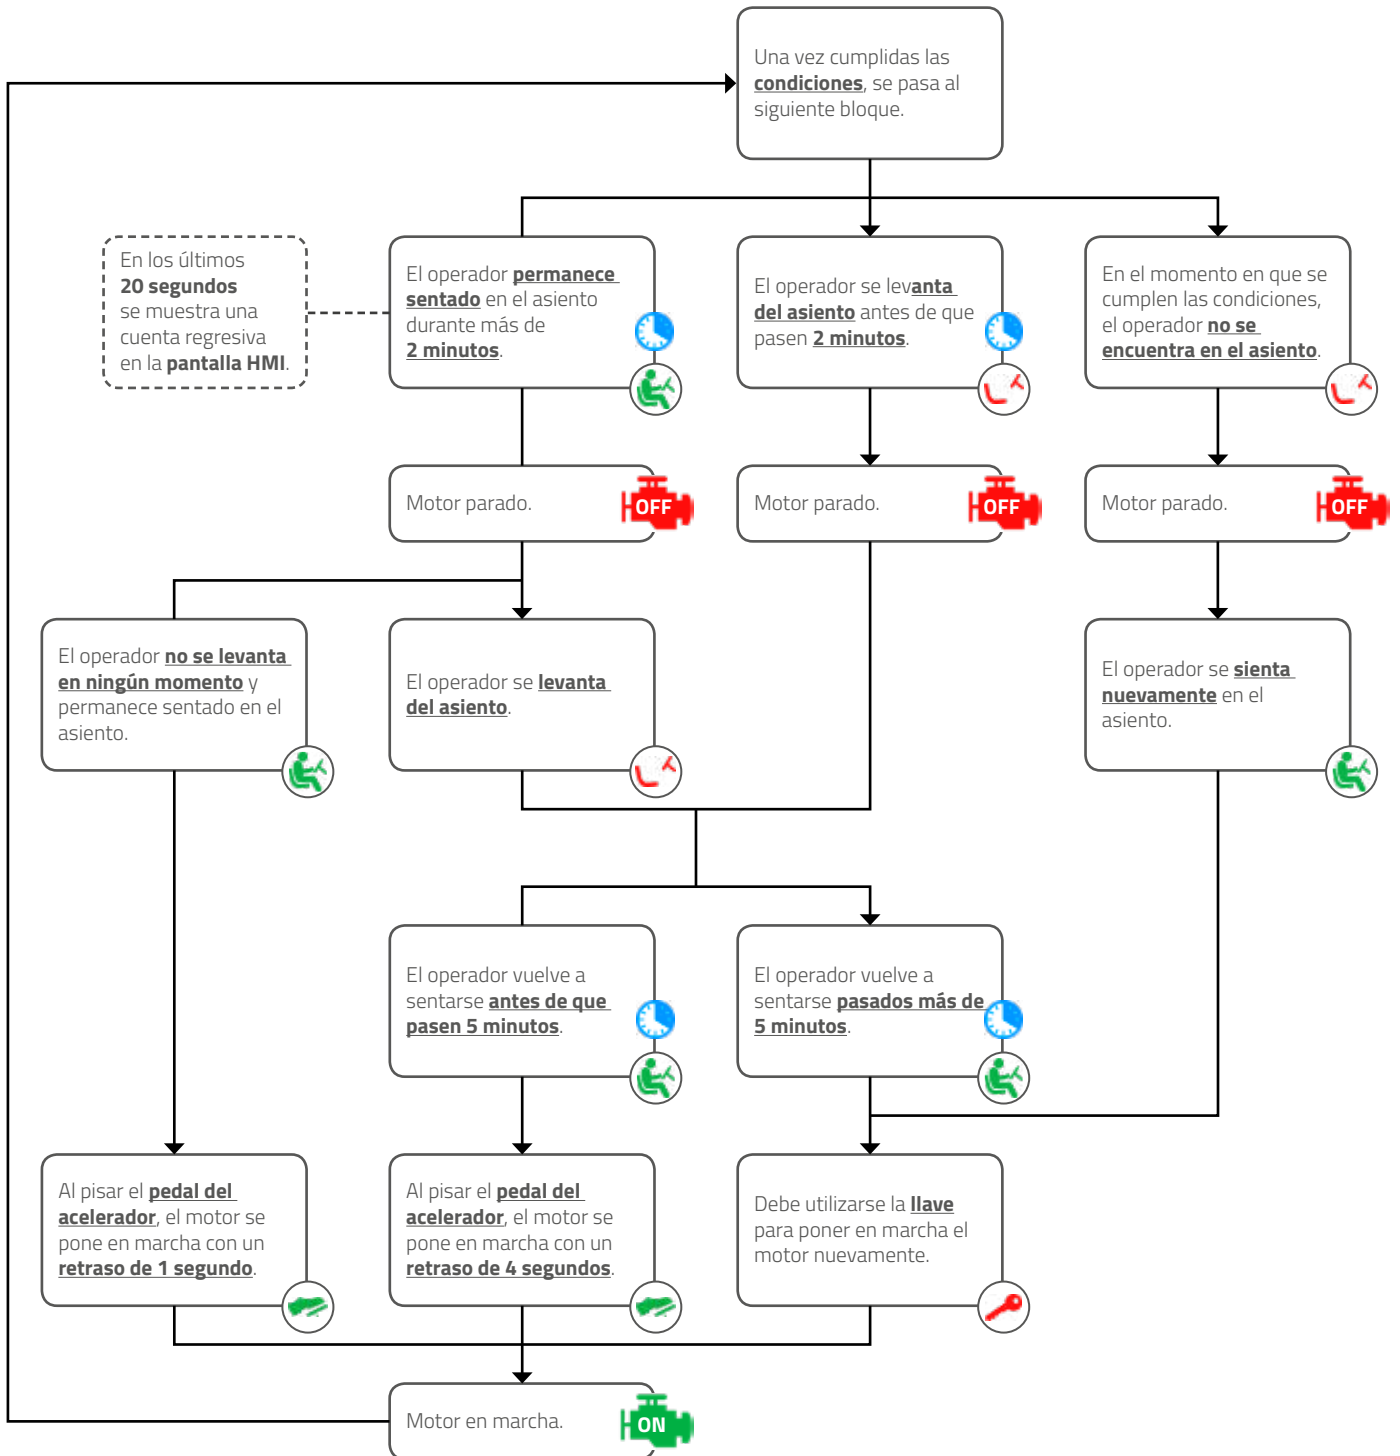 Una vez cumplidas las
condiciones, se pasa al
siguiente bloque.
En los últimos
20 segundos
se muestra una
cuenta regresiva
en la pantalla HMI.
El operador permanece
sentado en el asiento
durante más de
2 minutos.
El operador se levanta
del asiento antes de que
pasen 2 minutos.
En el momento en que se
cumplen las condiciones,
el operador no se
encuentra en el asiento.
Motor parado.
OFF
Motor parado.
OFF
Motor parado.
OFF
El operador no se levanta
en ningún momento y
permanece sentado en el
asiento.
El operador se levanta
del asiento.
El operador se sienta
nuevamente en el
asiento.
El operador vuelve a
sentarse antes de que
pasen 5 minutos.
El operador vuelve a
sentarse pasados más de
5 minutos.
Al pisar el pedal del
acelerador, el motor se
pone en marcha con un
retraso de 1 segundo.
Al pisar el pedal del
acelerador, el motor se
pone en marcha con un
retraso de 4 segundos.
Debe utilizarse la llave
para poner en marcha el
motor nuevamente.
Motor en marcha.
ON